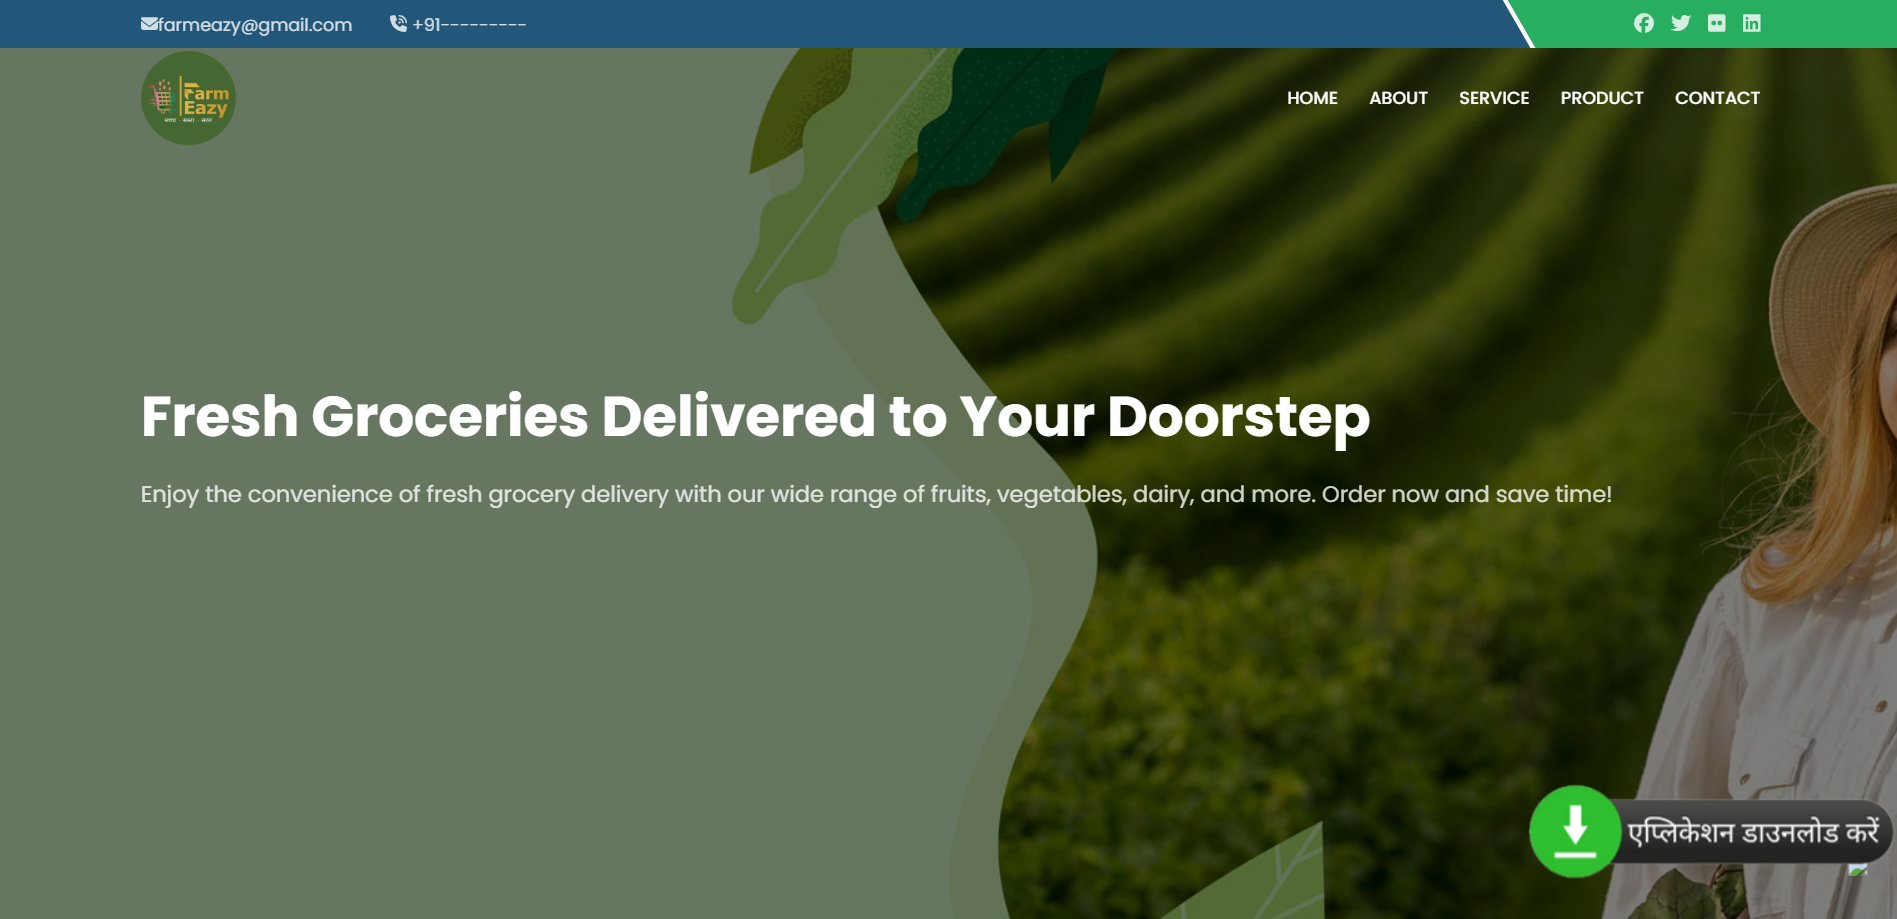 farmeazy@gmail.com +91---------
Farm
Eazy
HOME ABOUT SERVICE PRODUCT CONTACT
Fresh Groceries Delivered to Your Doorstep
Enjoy the convenience of fresh grocery delivery with our wide range of fruits, vegetables, dairy, and more. Order now and save time!
एप्लिकेशन डाउनलोड करें